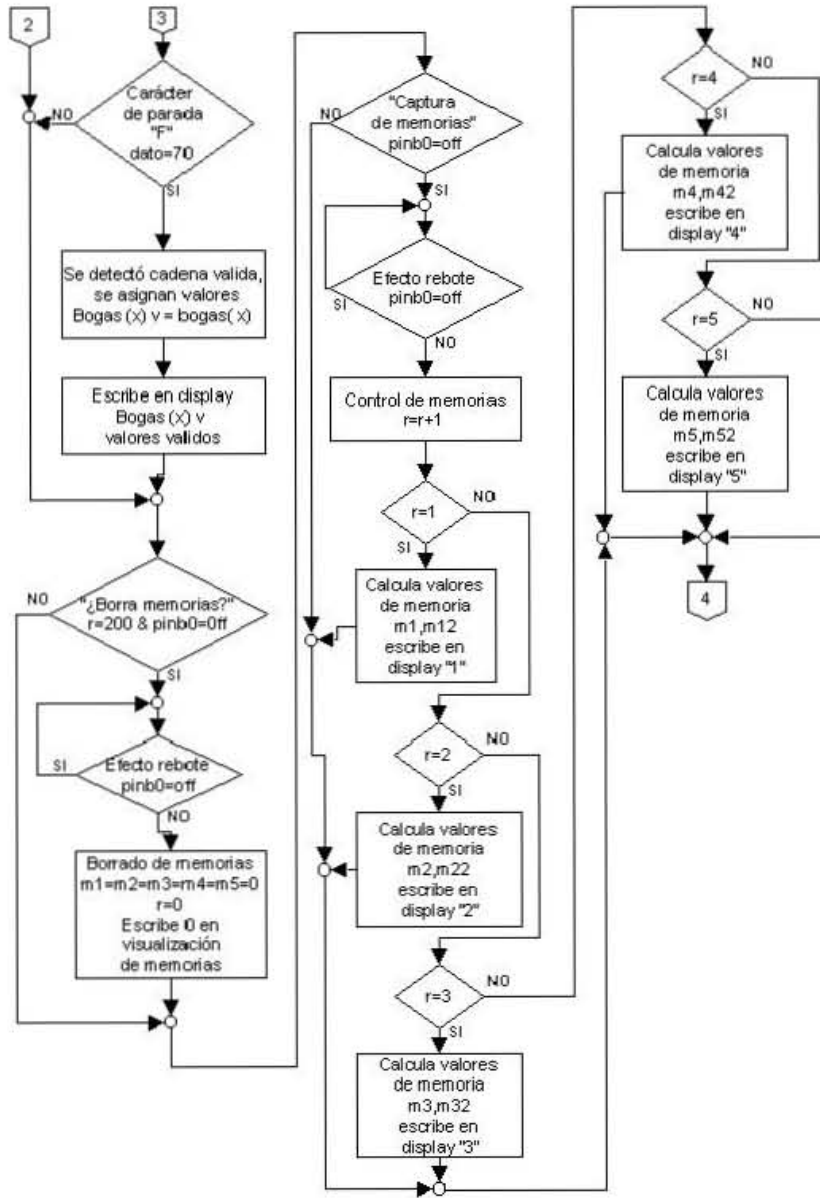 2
3
Carácter
de parada
"F"
dato=70
NO
SI
Se detectó cadena valida,
se asignan valores
Bogas (x) v = bogas( x)
Escribe en display
Bogas (x) v
valores validos
"¿Borra memorias?"
r=200 & pinb0=0ff
NO
SI
Efecto rebote
pinb0=off
SI
NO
Borrado de memorias
m1=m2=m3=m4=m5=0
r=0
Escribe 0 en
visualización
de memorias
"Captura
de memorias"
pinb0=off
NO
SI
Efecto rebote
pinb0=off
SI
NO
Control de memorias
r=r+1
r=1
NO
SI
Calcula valores
de memoria
m1,m12
escribe en
display "1"
r=2
NO
SI
Calcula valores
de memoria
m2,m22
escribe en
display "2"
r=3
NO
SI
Calcula valores
de memoria
m3,m32
escribe en
display "3"
r=4
NO
SI
Calcula valores
de memoria
m4,m42
escribe en
display "4"
r=5
NO
SI
Calcula valores
de memoria
m5,m52
escribe en
display "5"
4